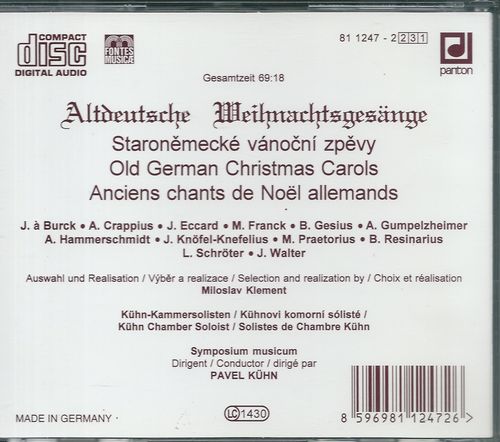 COMPACT
disc
DIGITAL AUDIO
FONTES
MUSICÆ
81 1247 - 2 231
panton
Gesamtzeit 69:18
Altdeutsche Weihnachtsgesänge
Staroněmecké vánoční zpěvy
Old German Christmas Carols
Anciens chants de Noël allemands
J. à Burck • A. Crappius • J. Eccard • M. Franck • B. Gesius • A. Gumpelzheimer
A. Hammerschmidt • J. Knöfel-Knefelius • M. Praetorius • B. Resinarius
L. Schröter • J. Walter
Auswahl und Realisation / Výběr a realizace / Selection and realization by / Choix et réalisation
Miloslav Klement
Kühn-Kammersolisten / Kühnovi komorní sólisté /
Kühn Chamber Soloist / Solistes de Chambre Kühn
Symposium musicum
Dirigent / Conductor / dirigé par
PAVEL KÜHN
MADE IN GERMANY
LC 1430
8 596981 124726 >